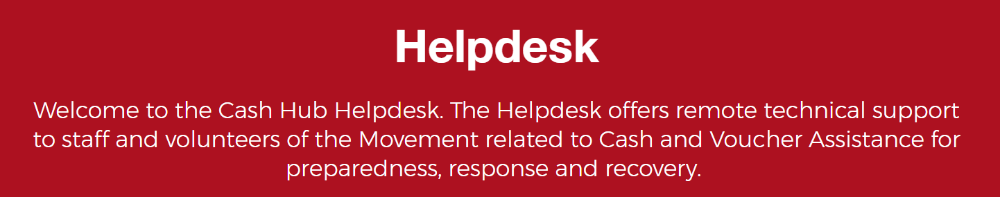 Helpdesk
Welcome to the Cash Hub Helpdesk. The Helpdesk offers remote technical support
to staff and volunteers of the Movement related to Cash and Voucher Assistance for
preparedness, response and recovery.